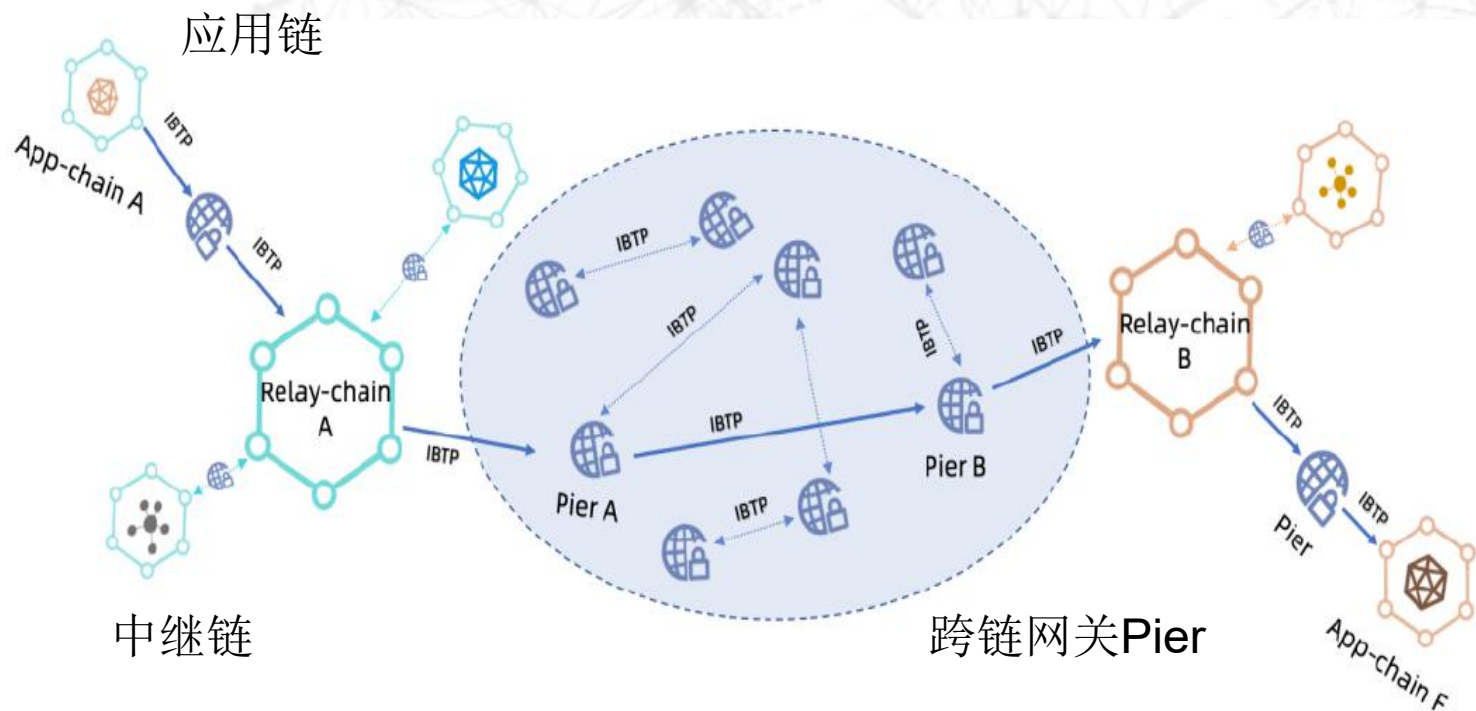 应用链
IBTP
App-chain A
IBTP
IBTP
IBTP
IBTP
IBTP
Relay-chain
B
Relay-chain
A
IBTP
IBTP
IBTP
IBTP
Pier A
Pier B
IBTP
Pier
IBTP
App-chain F
中继链
跨链网关Pier